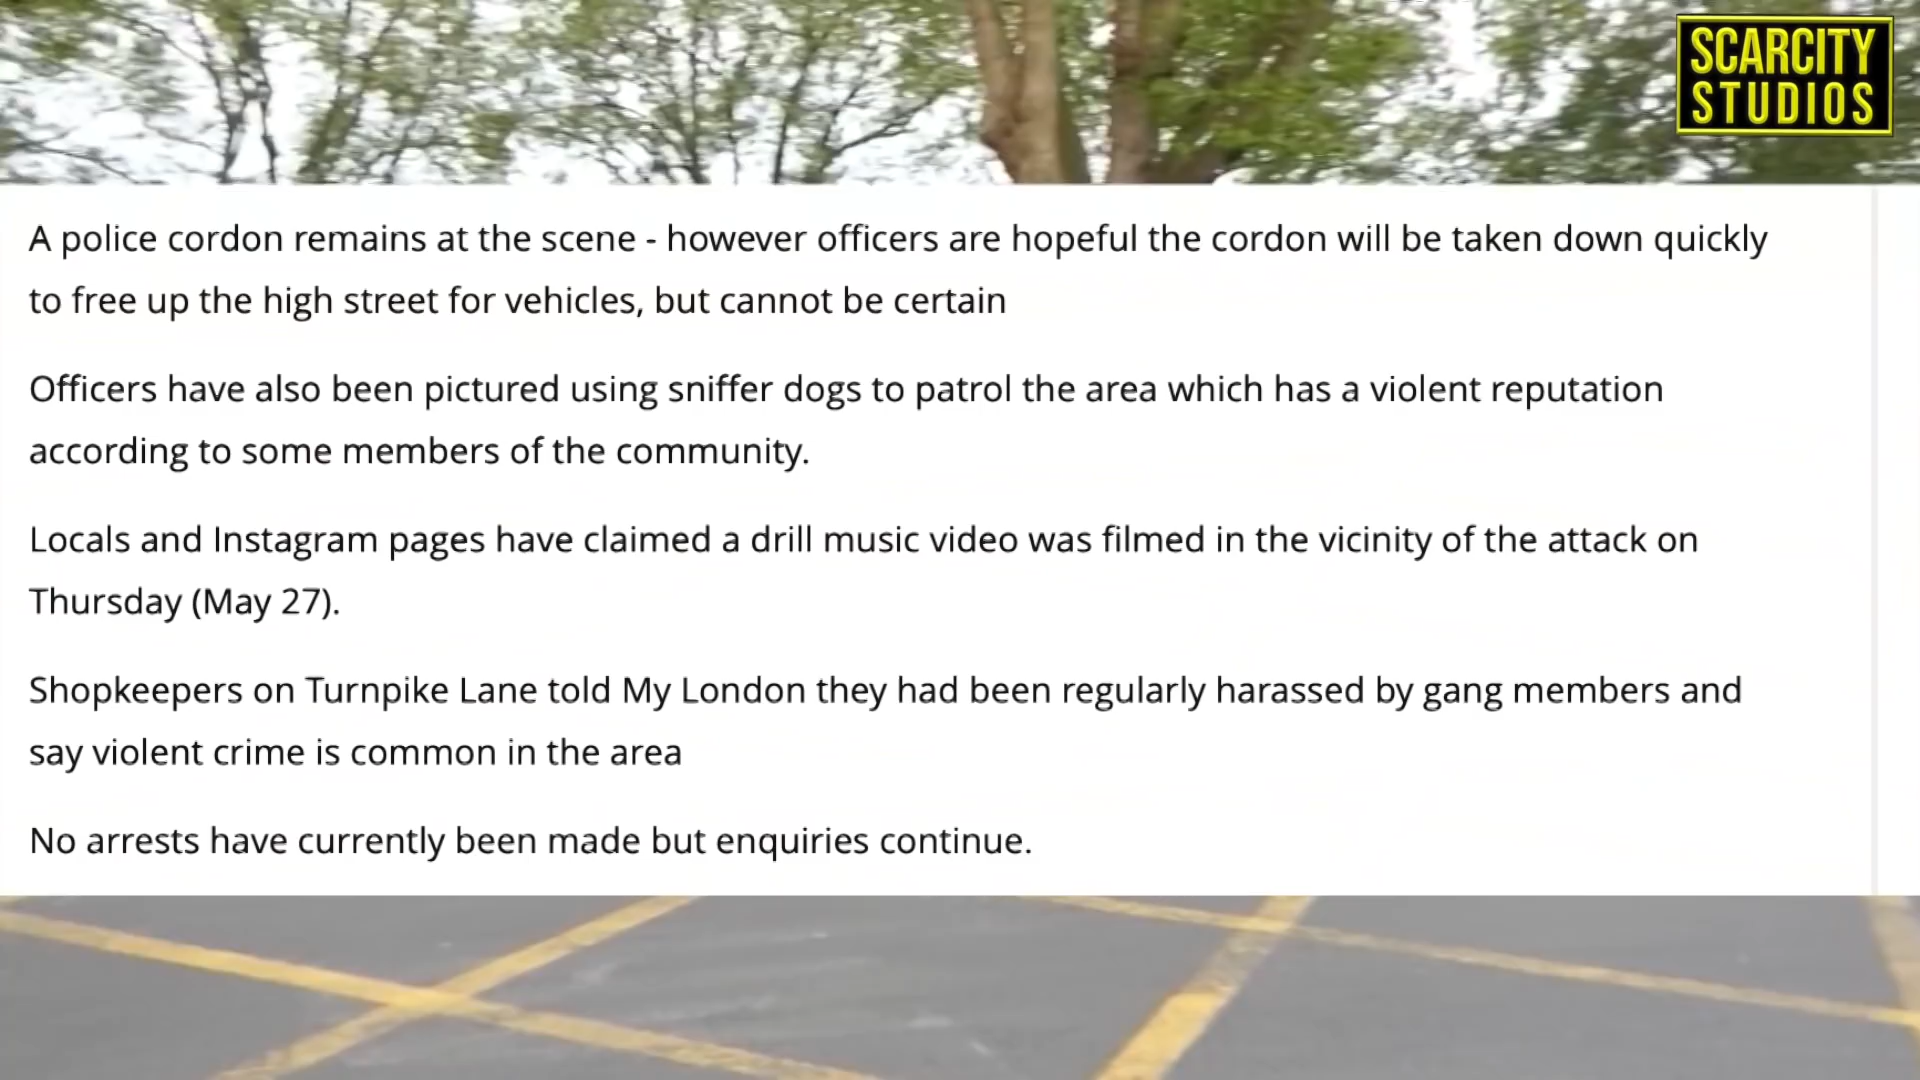 SCARCITY
STUDIOS
A police cordon remains at the scene - however officers are hopeful the cordon will be taken down quickly
to free up the high street for vehicles, but cannot be certain
Officers have also been pictured using sniffer dogs to patrol the area which has a violent reputation
according to some members of the community.
Locals and Instagram pages have claimed a drill music video was filmed in the vicinity of the attack on
Thursday (May 27).
Shopkeepers on Turnpike Lane told My London they had been regularly harassed by gang members and
say violent crime is common in the area
No arrests have currently been made but enquiries continue.